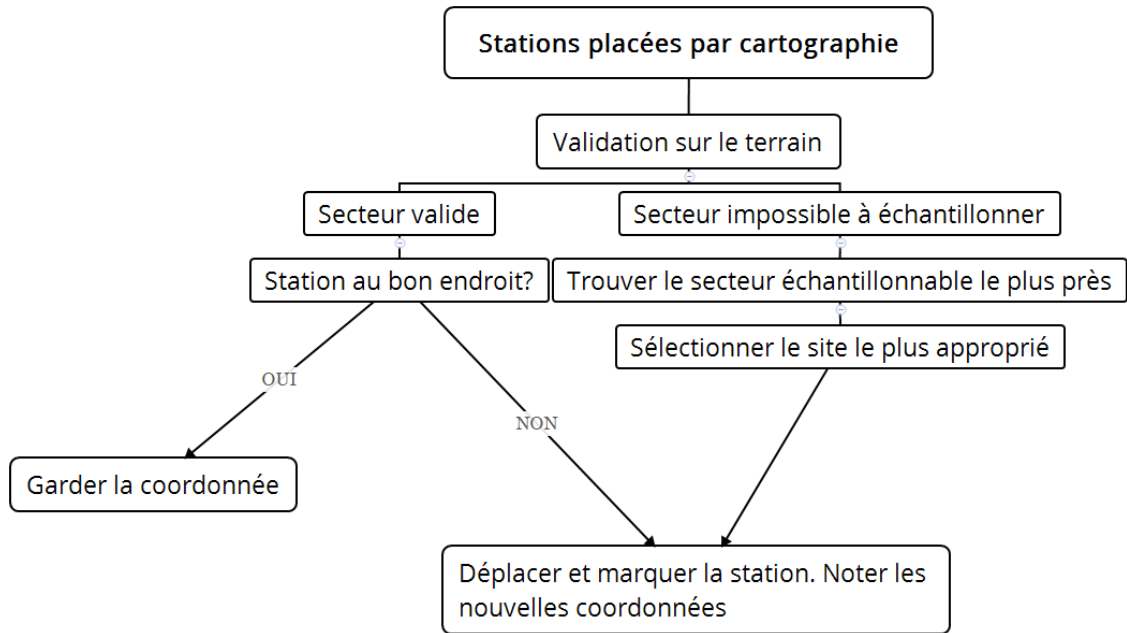 Stations placées par cartographie
Validation sur le terrain
Secteur valide
Secteur impossible à échantillonner
Station au bon endroit?
Trouver le secteur échantillonnable le plus près
Sélectionner le site le plus approprié
OUI
NON
Garder la coordonnée
Déplacer et marquer la station. Noter les
nouvelles coordonnées